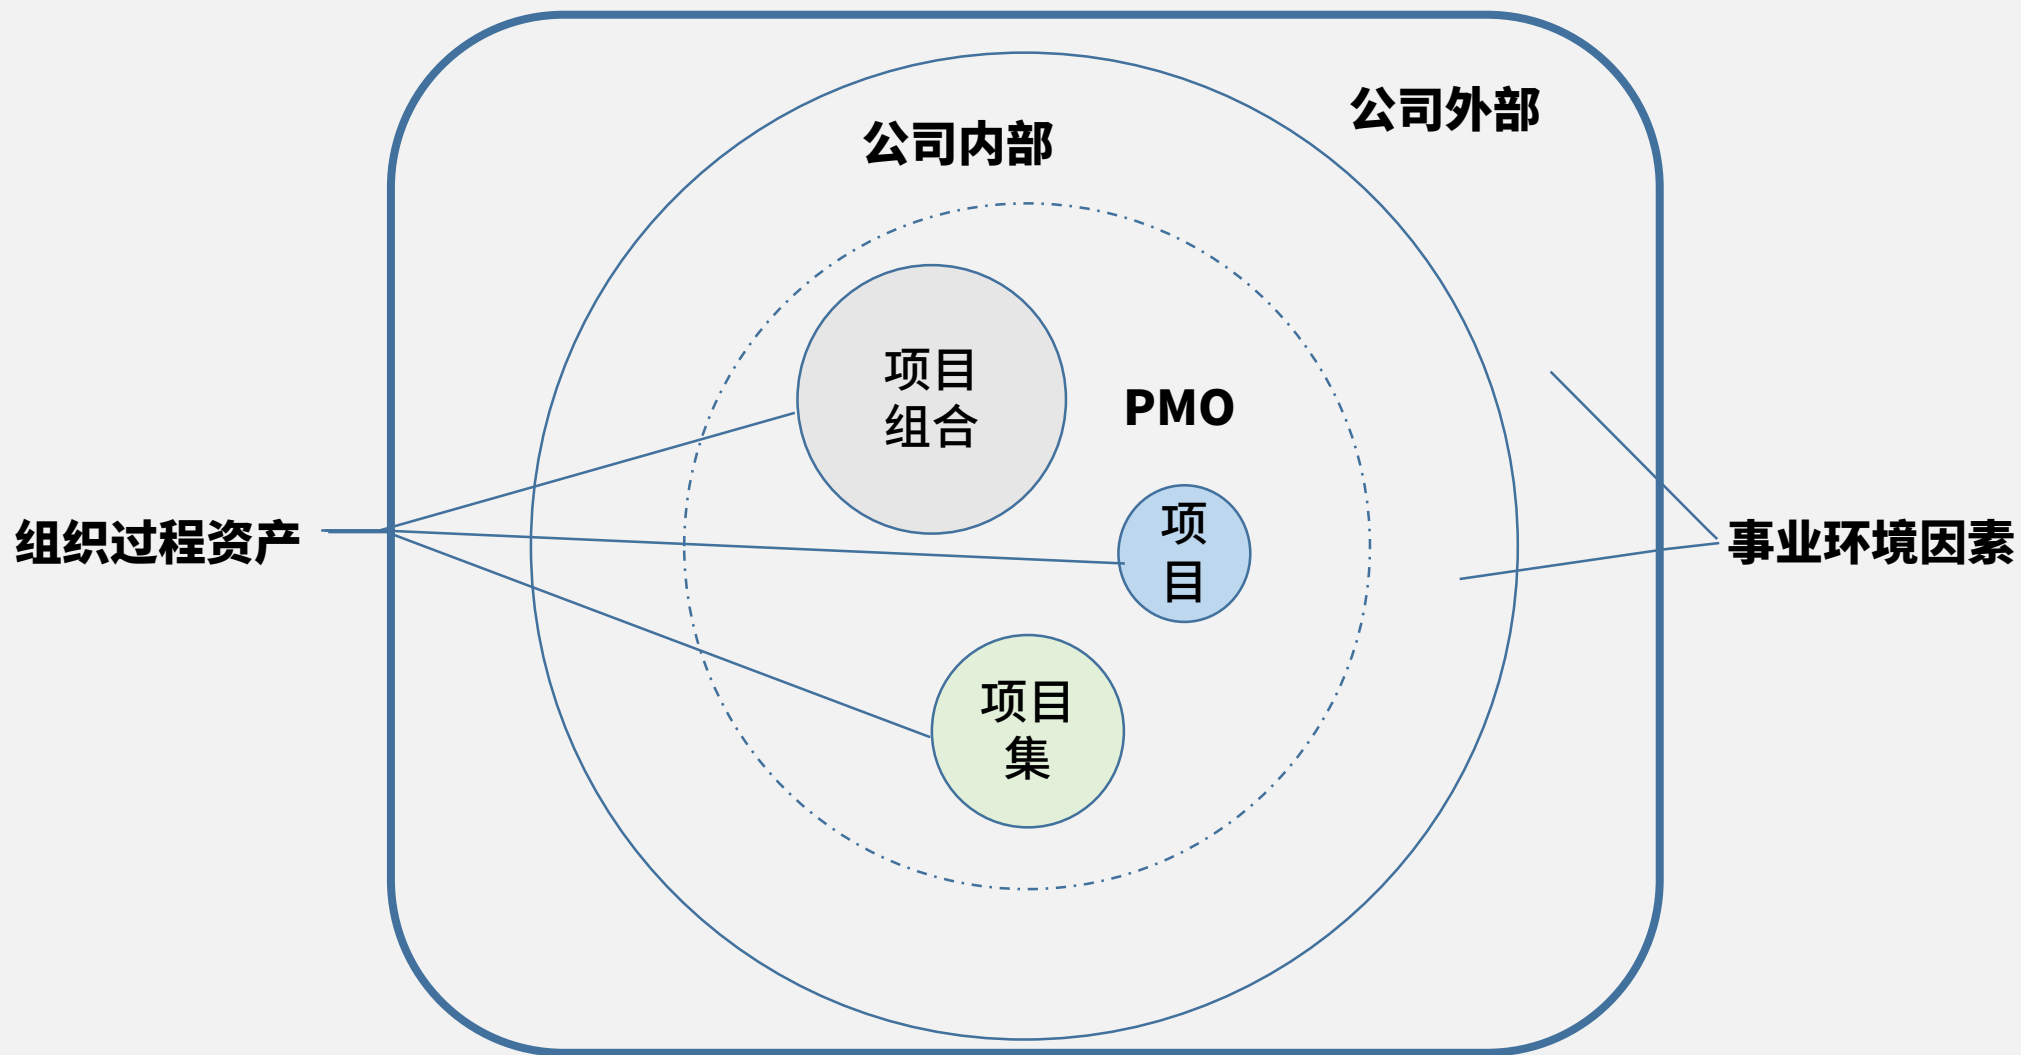 公司外部
公司内部
项目
组合
PMO
项
目
组织过程资产
事业环境因素
项目
集